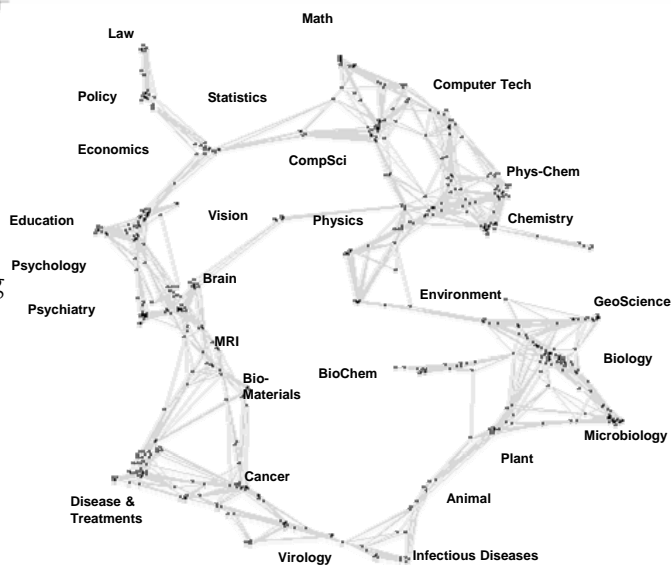 Math
Law
Computer Tech
Policy
Statistics
Economics
CompSci
Phys-Chem
Education
Vision
Physics
Chemistry
Psychology
Brain
g
Psychiatry
Environment
GeoScience
MRI
Biology
BioChem
Bio-
Materials
Microbiology
Plant
Cancer
Disease &
Treatments
Animal
Virology
Infectious Diseases